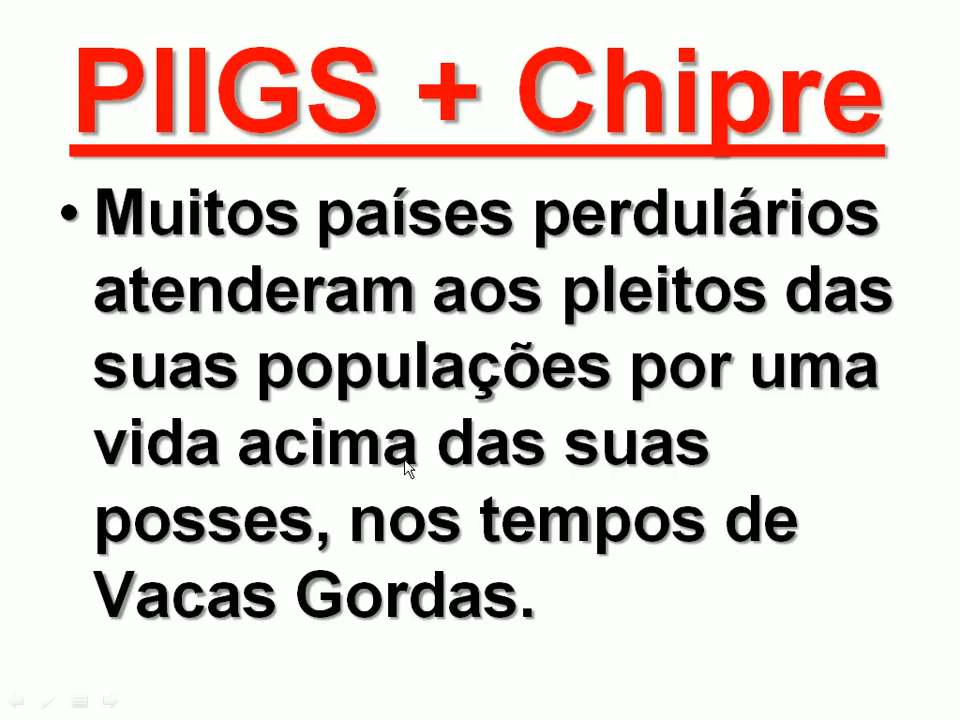 PIIGS + Chipre
• Muitos países perdulários
atenderam aos pleitos das
suas populações por uma
vida acima das suas
posses, nos tempos de
Vacas Gordas.